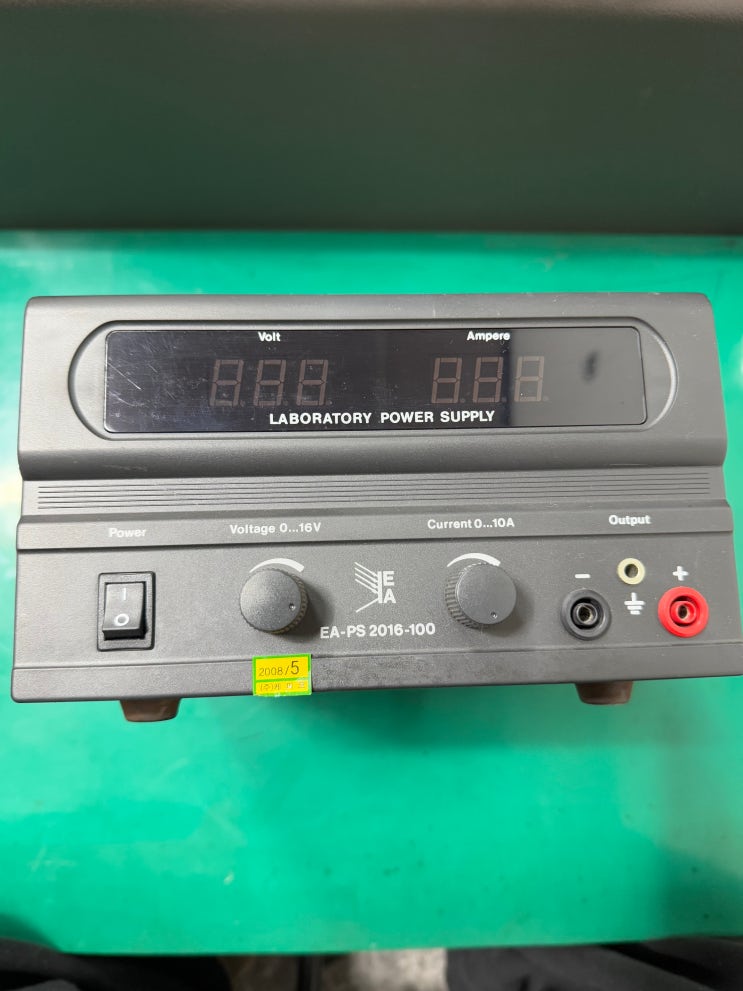 Volt Ampere
LABORATORY POWER SUPPLY
Power Voltage 0...16V Current 0...10A Output
I
O
EA
EA-PS 2016-100
- +
2008/5
(주)